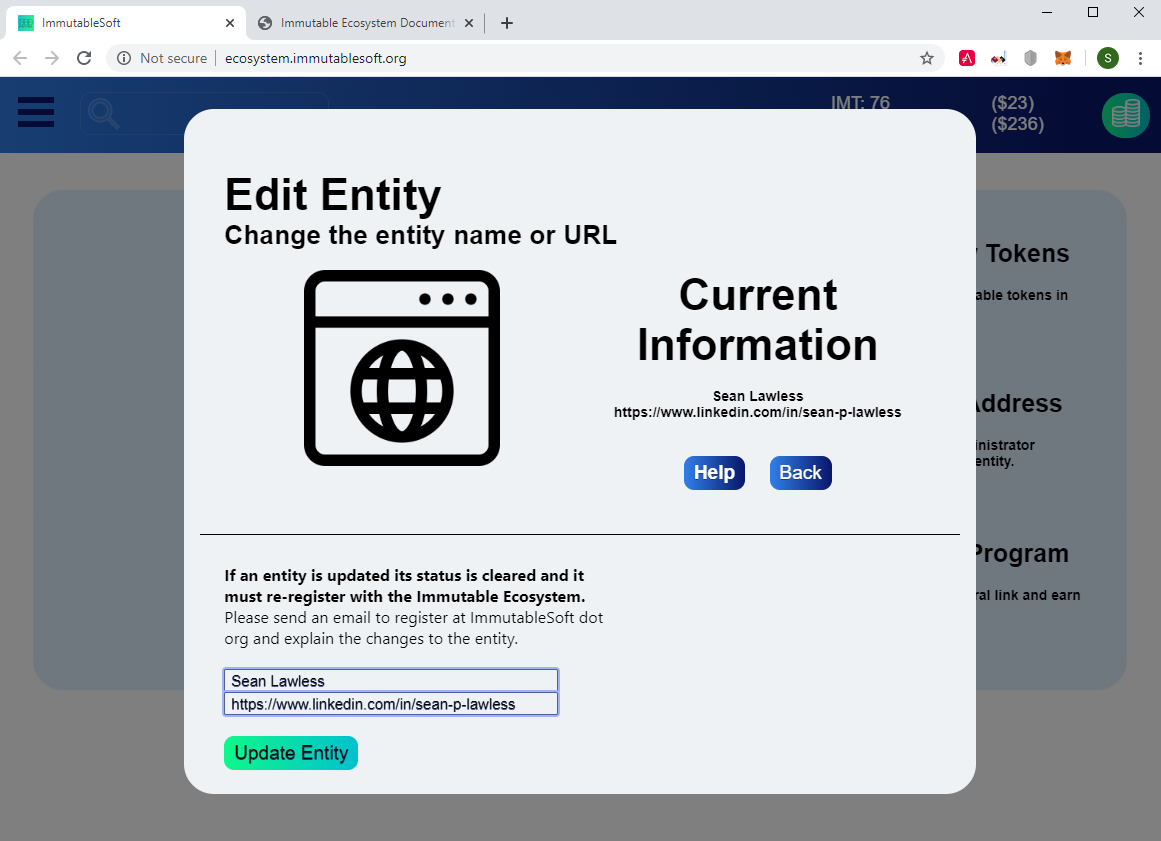 ImmutableSoft
Immutable Ecosystem Document
Not secure
ecosystem.immutablesoft.org
S
IMT: 76
($23)
($236)
Edit Entity
Change the entity name or URL
Current
Information
Sean Lawless
https://www.linkedin.com/in/sean-p-lawless
Help
Back
Tokens
able tokens in
Address
inistrator
entity.
Program
ral link and earn
If an entity is updated its status is cleared and it
must re-register with the Immutable Ecosystem.
Please send an email to register at ImmutableSoft dot
org and explain the changes to the entity.
Sean Lawless
https://www.linkedin.com/in/sean-p-lawless
Update Entity